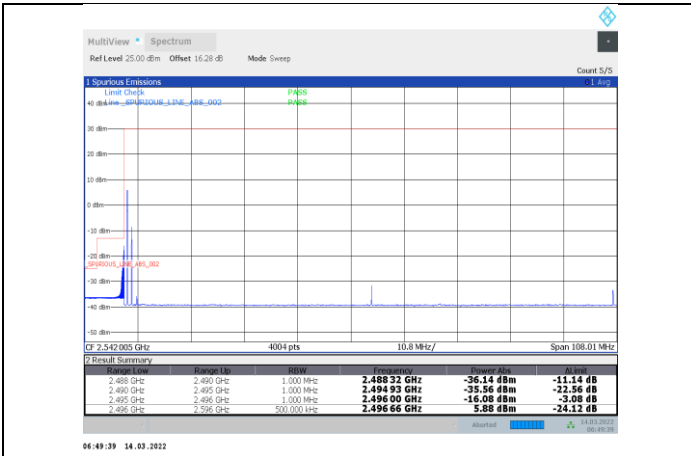 MultiView Spectrum
Ref Level 25.00 dBm Offset 16.28 dB Mode Sweep
Count 5/5
1 Spurious Emissions 1 Avg
Limit Check PASS
Line _SPURIOUS_LINE_ABS_002 PASS
40 dBm
30 dBm
20 dBm
10 dBm
0 dBm
-10 dBm
-20 dBm
_SPURIOUS_LINE_ABS_002
-30 dBm
-40 dBm
-50 dBm
CF 2.542005 GHz 4004 pts 10.8 MHz/ Span 108.01 MHz
2 Result Summary
Range Low Range Up RBW Frequency Power Abs ΔLimit
2.488 GHz 2.490 GHz 1.000 MHz 2.48832 GHz -36.14 dBm -11.14 dB
2.490 GHz 2.495 GHz 1.000 MHz 2.49493 GHz -35.56 dBm -22.56 dB
2.495 GHz 2.496 GHz 1.000 MHz 2.49600 GHz -16.08 dBm -3.08 dB
2.496 GHz 2.596 GHz 500.000 kHz 2.49666 GHz 5.88 dBm -24.12 dB
Aborted 14.03.2022
06:49:39
06:49:39 14.03.2022